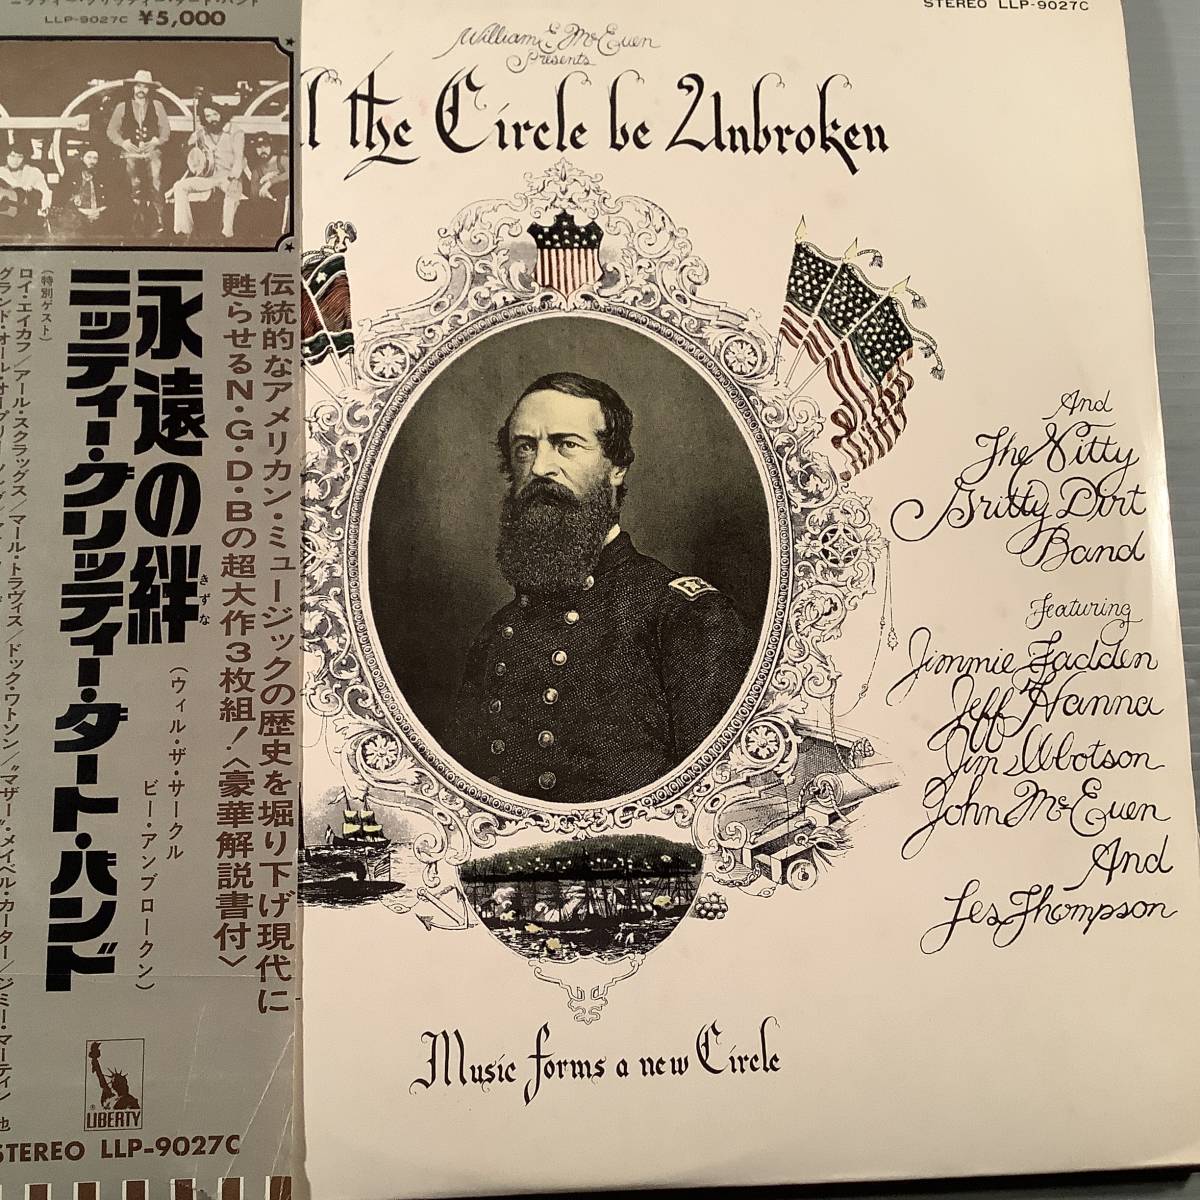 LLP-9027C ¥5,000
伝統的なアメリカン・ミュージックの歴史を堀り下げ現代に
甦らせるN・G・D・Bの超大作3枚組!〈豪華解説書付〉
永遠の絆
きずな
(ウィル・ザ・サークル
ビー・アンブロークン)
ニッティ・グリッティー・ダート・バンド
(特別ゲスト)
ロイ・エイカフ/アール・スクラッグス/マール・トラヴィス/ドック・ワトソン/"マザー・メイベル・カーター/ジミー・マーティン 他
LIBERTY
STEREO LLP-9027C
STEREO LLP-9027C
William E. McEuen
Presents
the Circle be Unbroken
And
The Nitty
Gritty Dirt
Band
Featuring
Jimmie Fadden
Jeff Hanna
Jim Ibbotson
John McEuen
And
Les Thompson
Music forms a new Circle